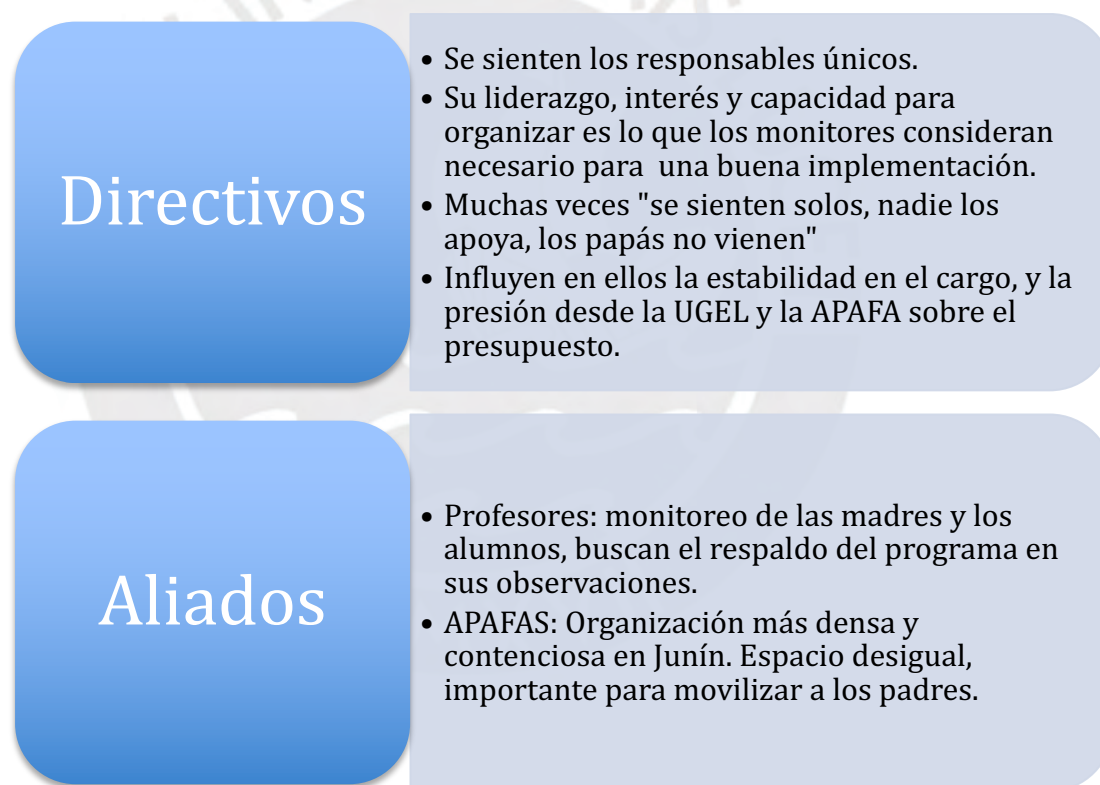 Directivos
• Se sienten los responsables únicos.
• Su liderazgo, interés y capacidad para
organizar es lo que los monitores consideran
necesario para  una buena implementación.
• Muchas veces "se sienten solos, nadie los
apoya, los papás no vienen"
• Influyen en ellos la estabilidad en el cargo, y la
presión desde la UGEL y la APAFA sobre el
presupuesto.
Aliados
• Profesores: monitoreo de las madres y los
alumnos, buscan el respaldo del programa en
sus observaciones.
• APAFAS: Organización más densa y
contenciosa en Junín. Espacio desigual,
importante para movilizar a los padres.